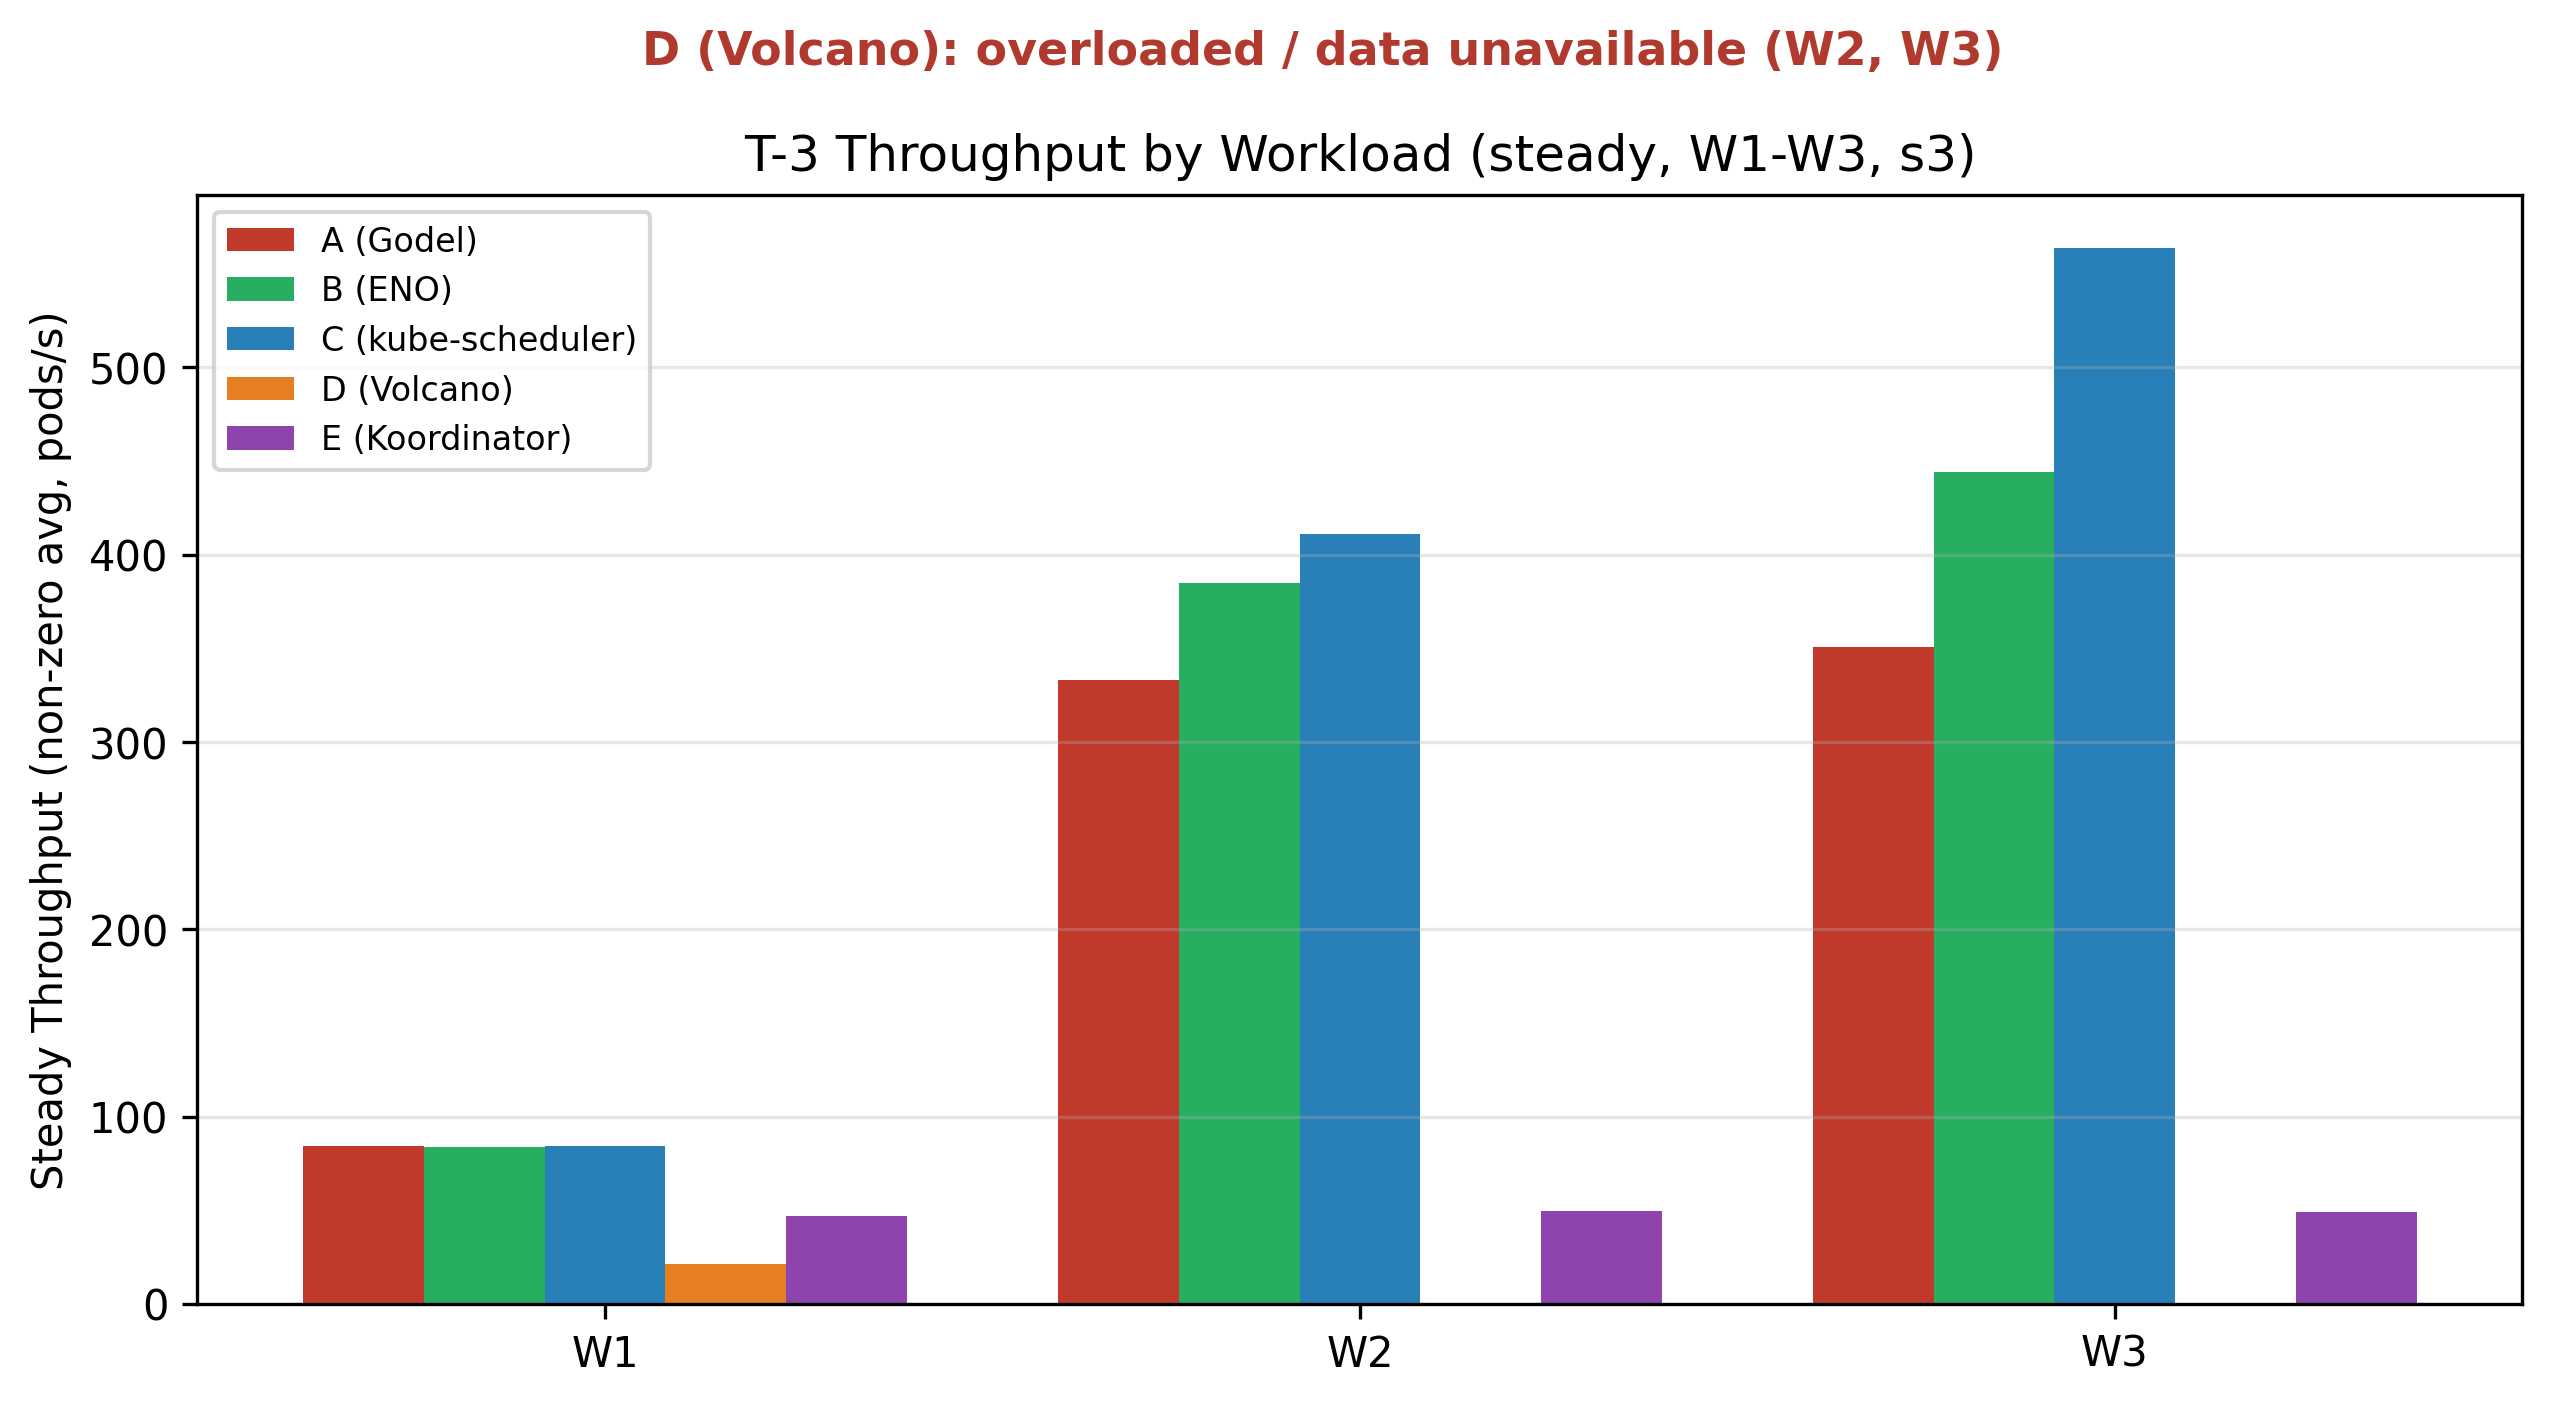 D (Volcano): overloaded / data unavailable (W2, W3)
T-3 Throughput by Workload (steady, W1-W3, s3)
A (Godel)
B (ENO)
C (kube-scheduler)
D (Volcano)
E (Koordinator)
Steady Throughput (non-zero avg, pods/s)
500
400
300
200
100
0
W1
W2
W3